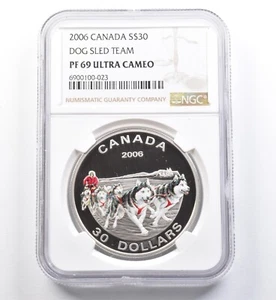 2006 CANADA S$30
DOG SLED TEAM
PF 69 ULTRA CAMEO
6900100-023
NUMISMATIC GUARANTY COMPANY
NGC
CANADA
2006
30 DOLLARS